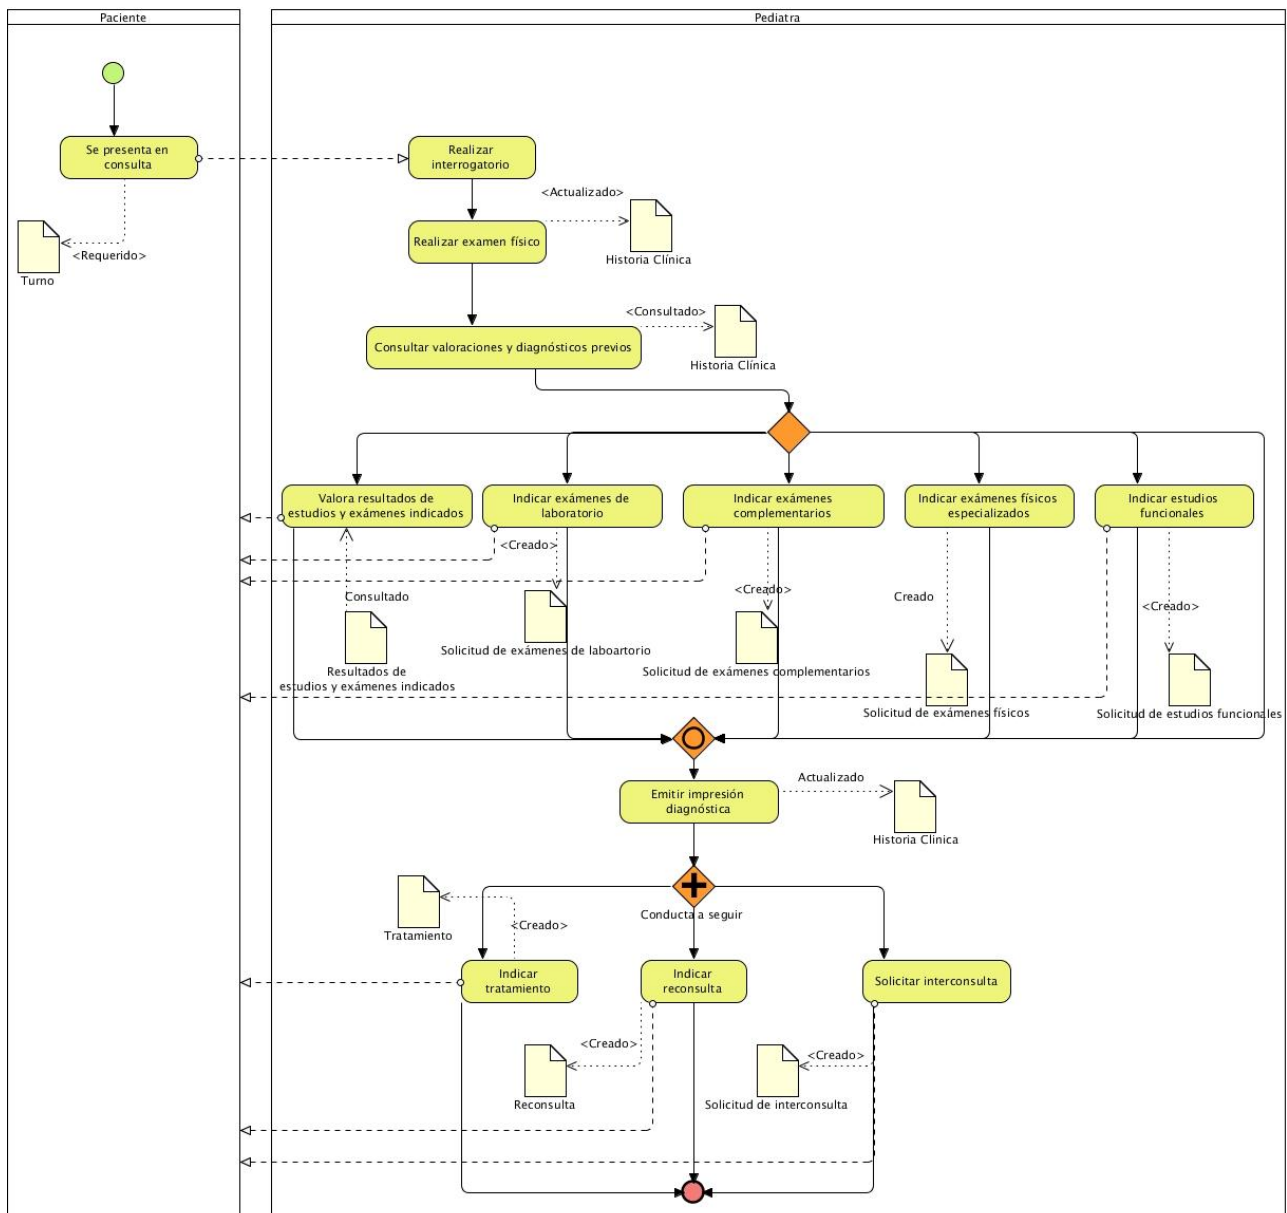 Paciente
Pediatra
Se presenta en
consulta
Realizar
interrogatorio
<Actualizado>
Realizar examen físico
<Requerido>
Turno
Historia Clínica
<Consultado>
Consultar valoraciones y diagnósticos previos
Historia Clínica
Valora resultados de
estudios y exámenes indicados
Indicar exámenes de
laboratorio
Indicar exámenes
complementarios
Indicar exámenes físicos
especializados
Indicar estudios
funcionales
<Creado>
<Creado>
Consultado
Creado
<Creado>
Solicitud de exámenes de laboartorio
Resultados de
estudios y exámenes indicados
Solicitud de exámenes complementarios
Solicitud de exámenes físicos
Solicitud de estudios funcionales
Emitir impresión
diagnóstica
Actualizado
Historia Clinica
Conducta a seguir
<Creado>
Tratamiento
Indicar
tratamiento
Indicar
reconsulta
Solicitar interconsulta
<Creado>
<Creado>
Reconsulta
Solicitud de interconsulta